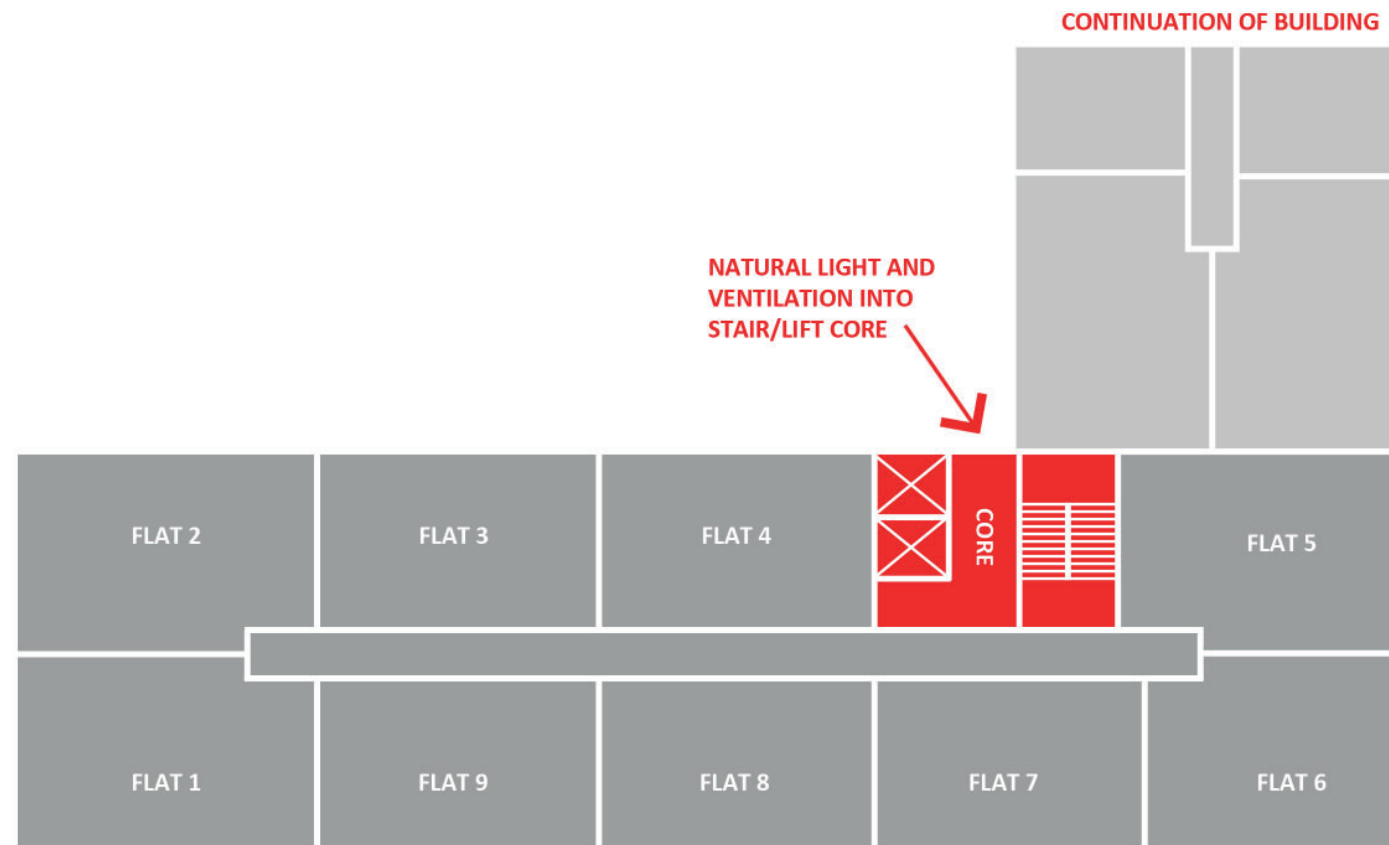 CONTINUATION OF BUILDING
NATURAL LIGHT AND
VENTILATION INTO
STAIR/LIFT CORE
FLAT 2
FLAT 3
FLAT 4
CORE
FLAT 5
FLAT 1
FLAT 9
FLAT 8
FLAT 7
FLAT 6